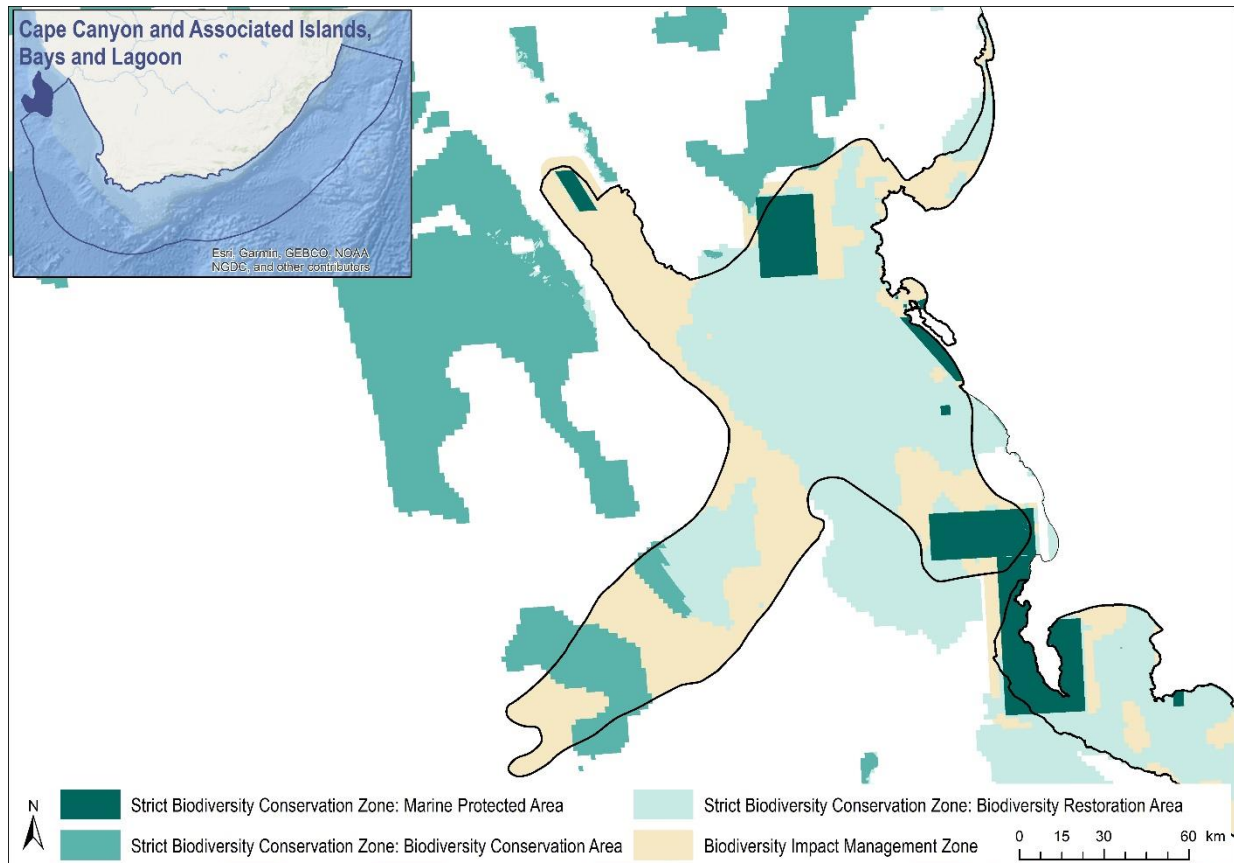 Cape Canyon and Associated Islands,
Bays and Lagoon
Esri, Garmin, GEBCO, NOAA
NGDC, and other contributors
N
Strict Biodiversity Conservation Zone: Marine Protected Area
Strict Biodiversity Conservation Zone: Biodiversity Restoration Area
Strict Biodiversity Conservation Zone: Biodiversity Conservation Area
Biodiversity Impact Management Zone
0 15 30 60 km